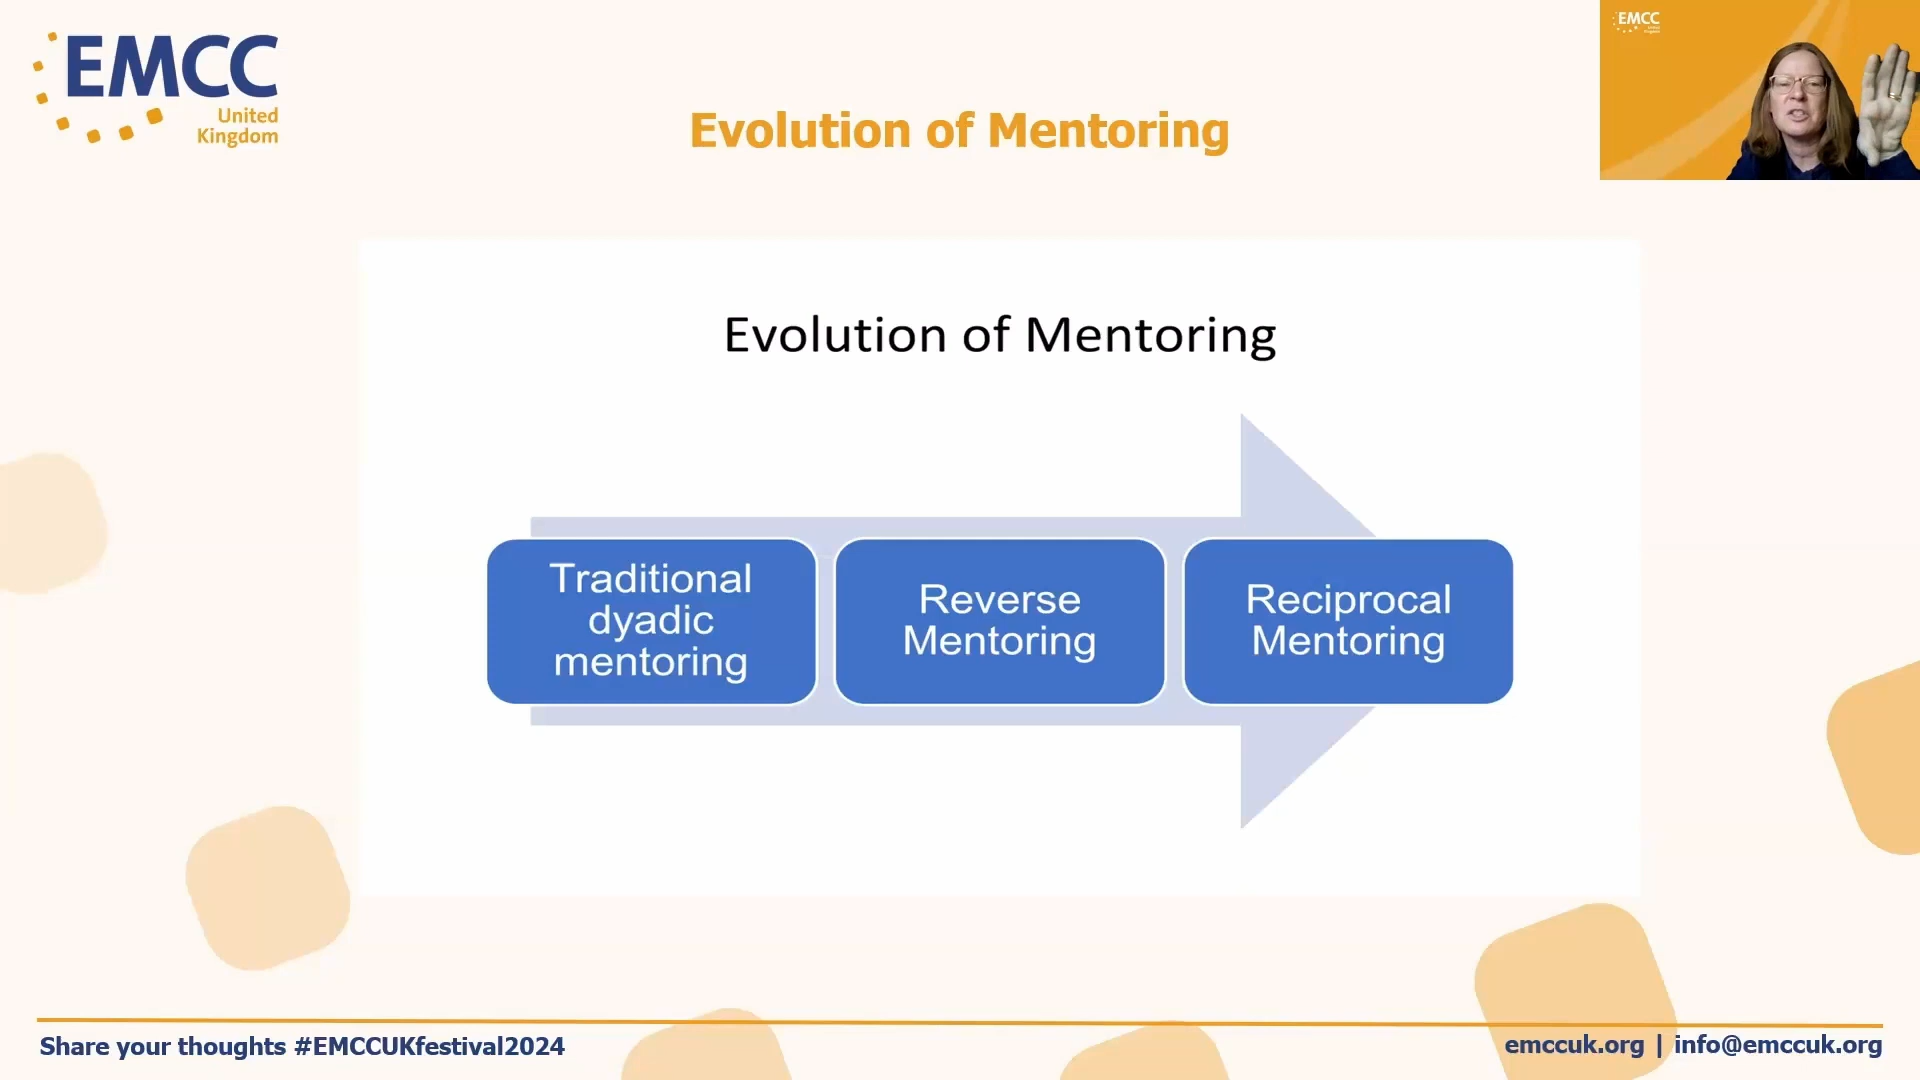 EMCC
United
Kingdom
Evolution of Mentoring
EMCC
Evolution of Mentoring
Traditional
dyadic
mentoring
Reverse
Mentoring
Reciprocal
Mentoring
Share your thoughts #EMCCUKfestival2024
emccuk.org | info@emccuk.org